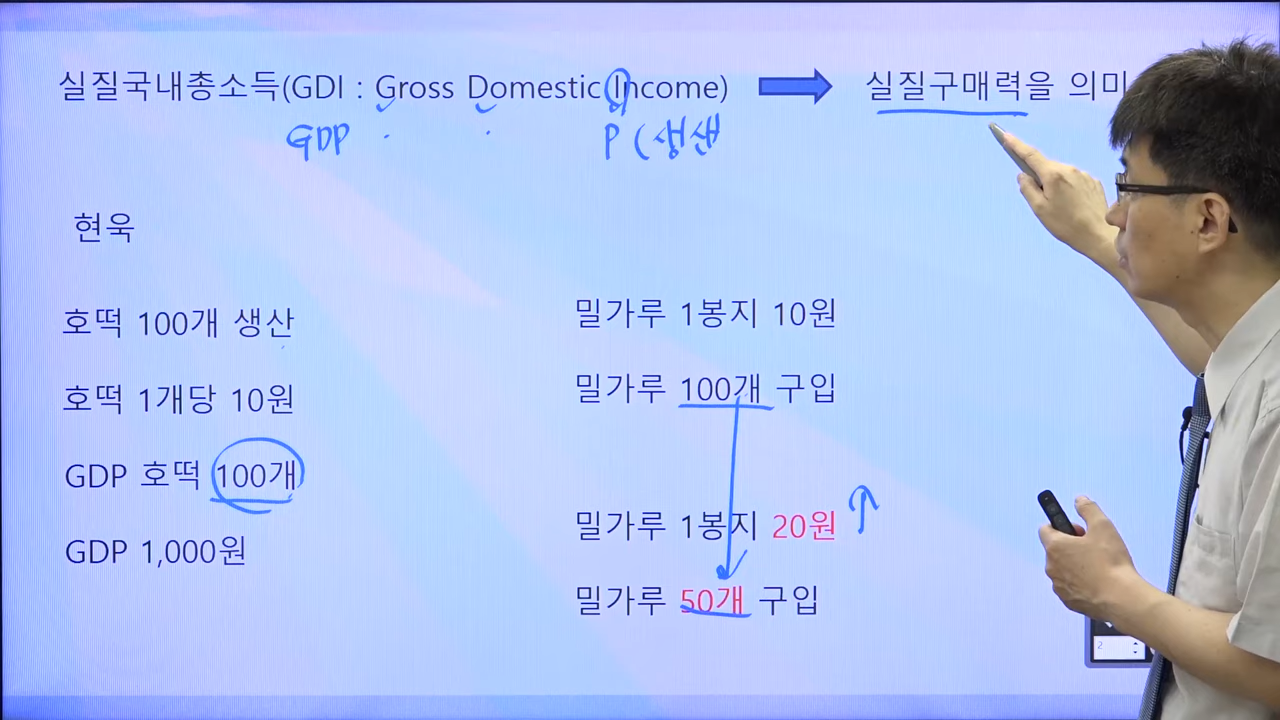 실질국내총소득(GDI : Gross Domestic Income)
실질구매력을 의미
GDP
P (생산
현욱
호떡 100개 생산
호떡 1개당 10원
GDP 호떡 100개
GDP 1,000원
밀가루 1봉지 10원
밀가루 100개 구입
밀가루 1봉지 20원
밀가루 50개 구입
2